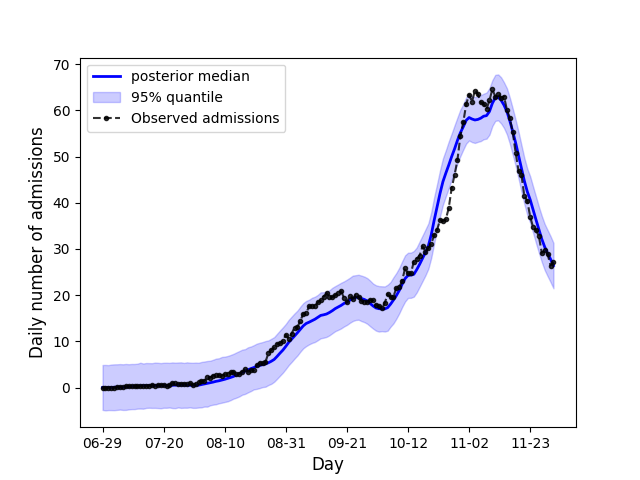 posterior median
95% quantile
Observed admissions
Daily number of admissions
70
60
50
40
30
20
10
0
06-29 07-20 08-10 08-31 09-21 10-12 11-02 11-23
Day